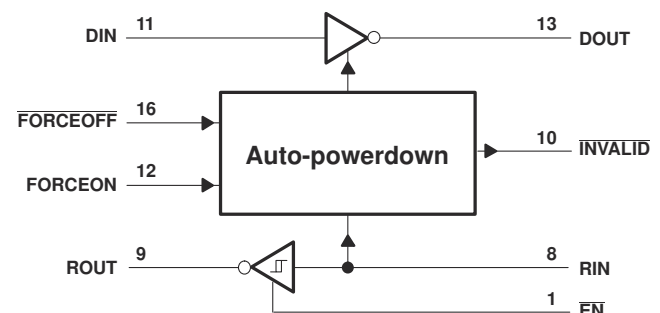 DIN 11 13 DOUT
FORCEOFF 16
Auto-powerdown
10 INVALID
FORCEON 12
ROUT 9 8 RIN
1 EN